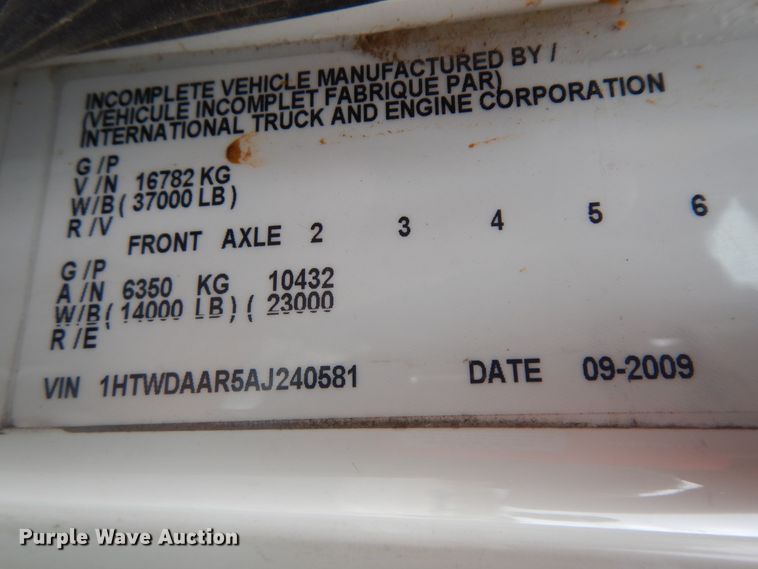 INCOMPLETE VEHICLE MANUFACTURED BY /
(VEHICULE INCOMPLET FABRIQUE PAR)
INTERNATIONAL TRUCK AND ENGINE CORPORATION
G /P
V /N 16782 KG
W/B ( 37000 LB )
R /V
FRONT AXLE 2 3 4 5 6
G /P
A /N 6350 KG 10432
W/B ( 14000 LB ) ( 23000
R /E
VIN 1HTWDAAR5AJ240581 DATE 09-2009
Purple Wave Auction